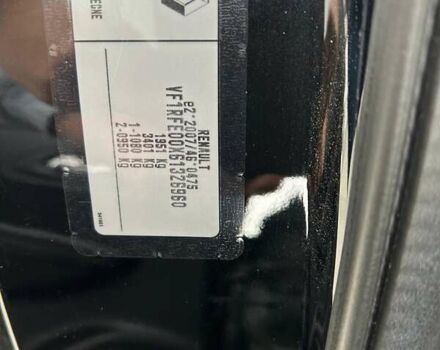 RENAULT
e2*2007/46*0475
VF1RFE00X61326960
1951 KG
3401 KG
1-1080 KG
2-0950 KG